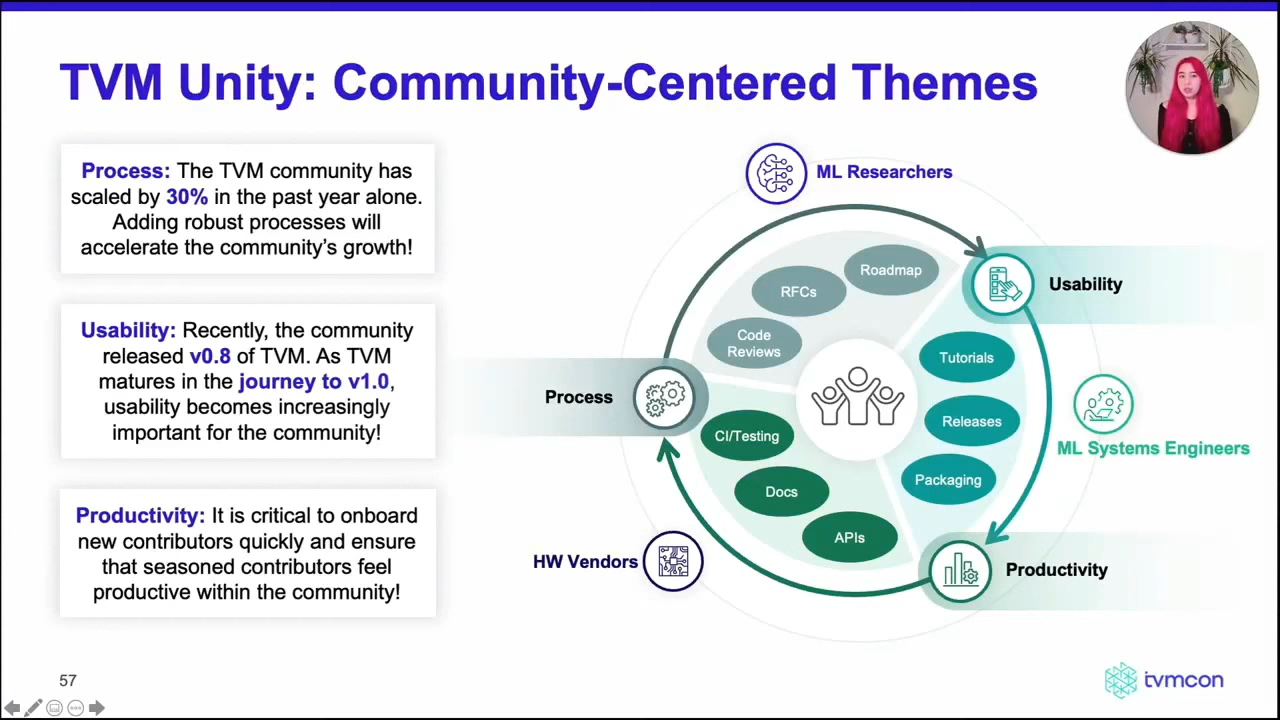 TVM Unity: Community-Centered Themes
Process: The TVM community has
scaled by 30% in the past year alone.
Adding robust processes will
accelerate the community's growth!
Usability: Recently, the community
released v0.8 of TVM. As TVM
matures in the journey to v1.0,
usability becomes increasingly
important for the community!
Productivity: It is critical to onboard
new contributors quickly and ensure
that seasoned contributors feel
productive within the community!
ML Researchers
Roadmap
RFCs
Code
Reviews
Usability
Tutorials
Releases
Packaging
ML Systems Engineers
Process
CI/Testing
Docs
APIs
HW Vendors
Productivity
57
tvmcon